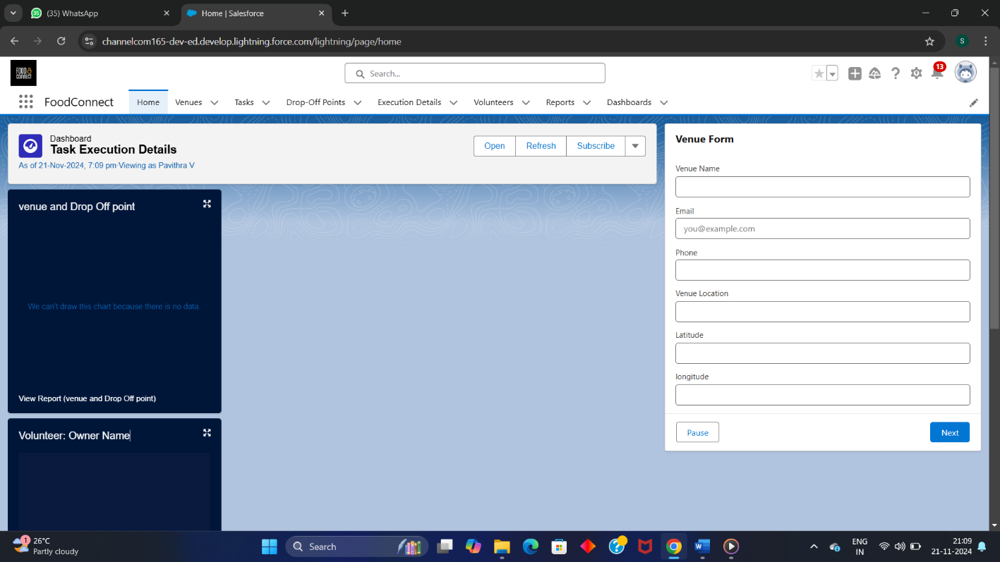 35
(35) WhatsApp
Home | Salesforce
channelcom165-dev-ed.develop.lightning.force.com/lightning/page/home
S
FOOD
CONNECT
Search...
13
FoodConnect
Home
Venues
Tasks
Drop-Off Points
Execution Details
Volunteers
Reports
Dashboards
Dashboard
Task Execution Details
As of 21-Nov-2024, 7:09 pm·Viewing as Pavithra V
Open
Refresh
Subscribe
venue and Drop Off point
We can't draw this chart because there is no data.
View Report (venue and Drop Off point)
Volunteer: Owner Name
Venue Form
Venue Name
Email
you@example.com
Phone
Venue Location
Latitude
longitude
Pause
Next
1
26°C
Partly cloudy
Search
ENG
IN
21:09
21-11-2024